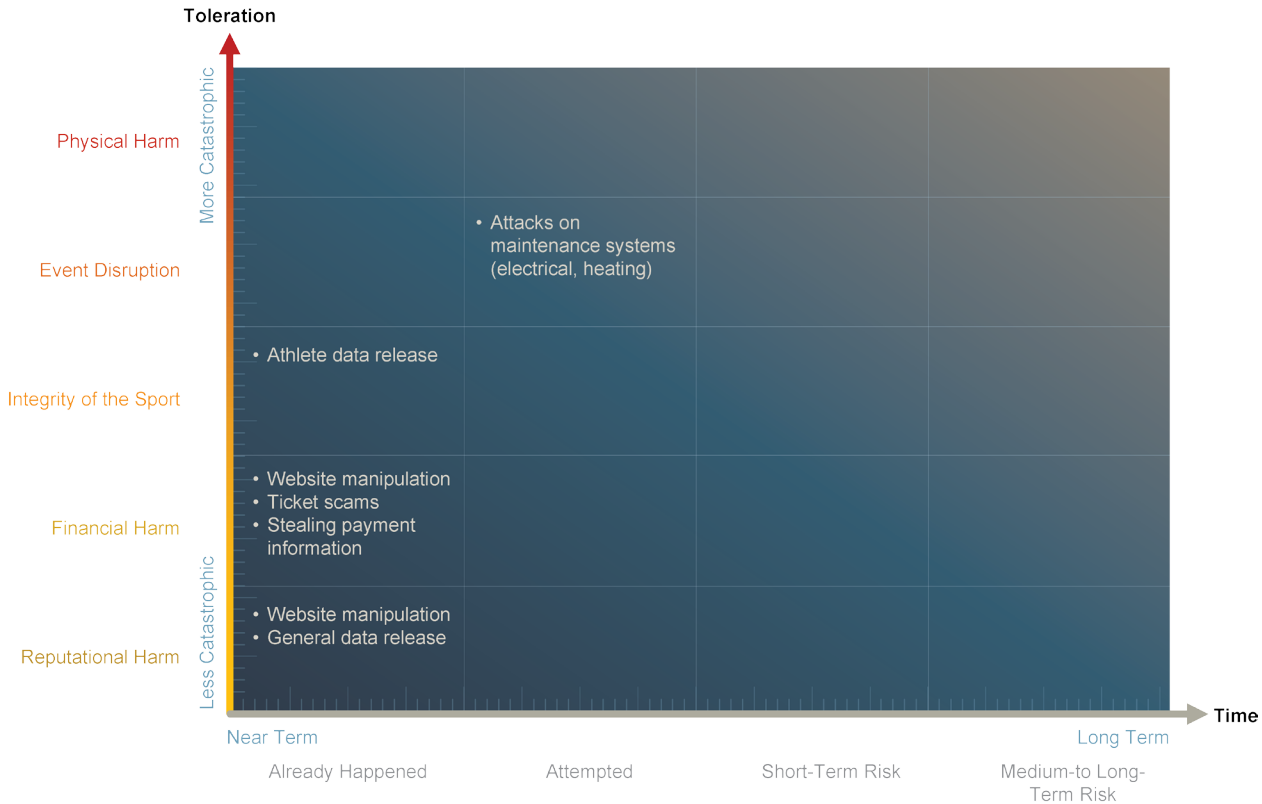 Toleration
More Catastrophic
Physical Harm
• Attacks on
maintenance systems
(electrical, heating)
Event Disruption
• Athlete data release
Integrity of the Sport
• Website manipulation
• Ticket scams
• Stealing payment
information
Financial Harm
Less Catastrophic
• Website manipulation
• General data release
Reputational Harm
Time
Near Term
Long Term
Already Happened
Attempted
Short-Term Risk
Medium-to Long-
Term Risk